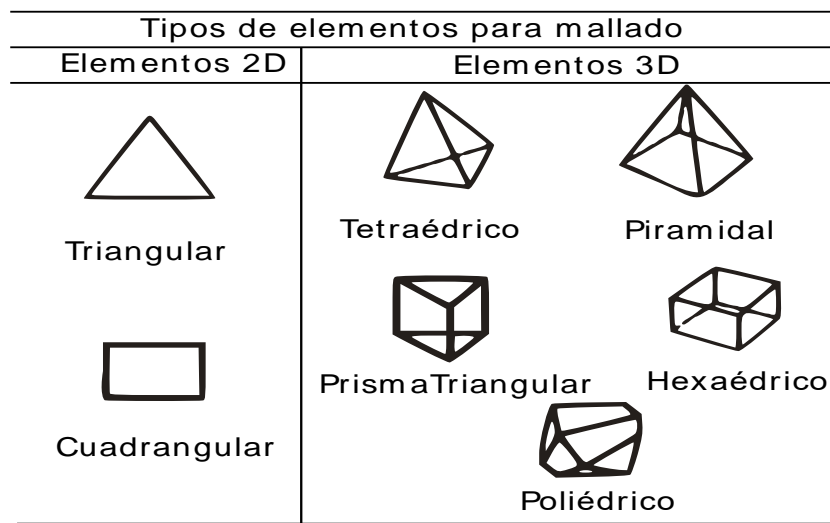 Tipos de elementos para mallado
Elementos 2D
Elementos 3D
Triangular
Cuadrangular
Tetraédrico
Piramidal
PrismaTriangular
Hexaédrico
Poliédrico